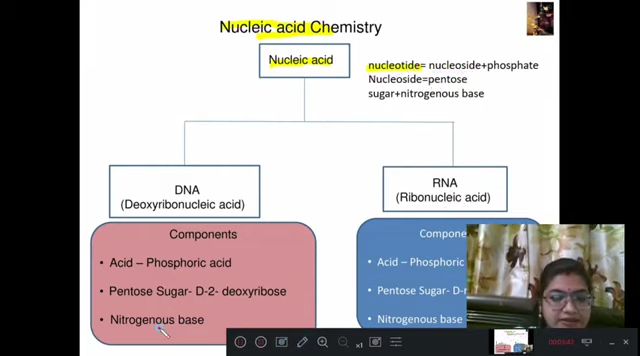 Nucleic acid Chemistry
Nucleic acid
nucleotide= nucleoside+phosphate
Nucleoside=pentose
sugar+nitrogenous base
DNA
(Deoxyribonucleic acid)
RNA
(Ribonucleic acid)
Components
• Acid – Phosphoric acid
• Pentose Sugar- D-2- deoxyribose
• Nitrogenous base
• Acid – Phosphoric
• Pentose Sugar-
• Nitrogenous base
×1